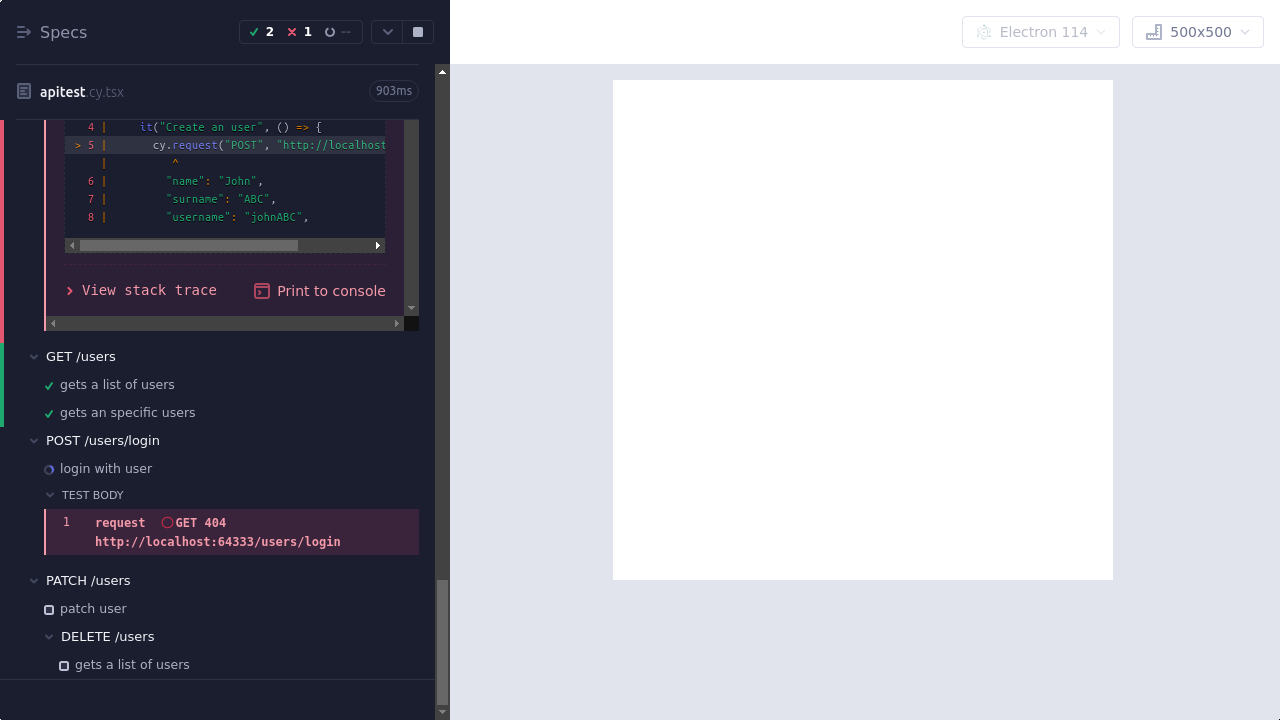 Specs
2
1
--
Electron 114
500x500
apitest.cy.tsx
903ms
4 | it("Create an user", () => {
> 5 | cy.request("POST", "http://localhost
| ^
6 | "name": "John",
7 | "surname": "ABC",
8 | "username": "johnABC",
View stack trace
Print to console
GET /users
gets a list of users
gets an specific users
POST /users/login
login with user
TEST BODY
1 request GET 404
http://localhost:64333/users/login
PATCH /users
patch user
DELETE /users
gets a list of users